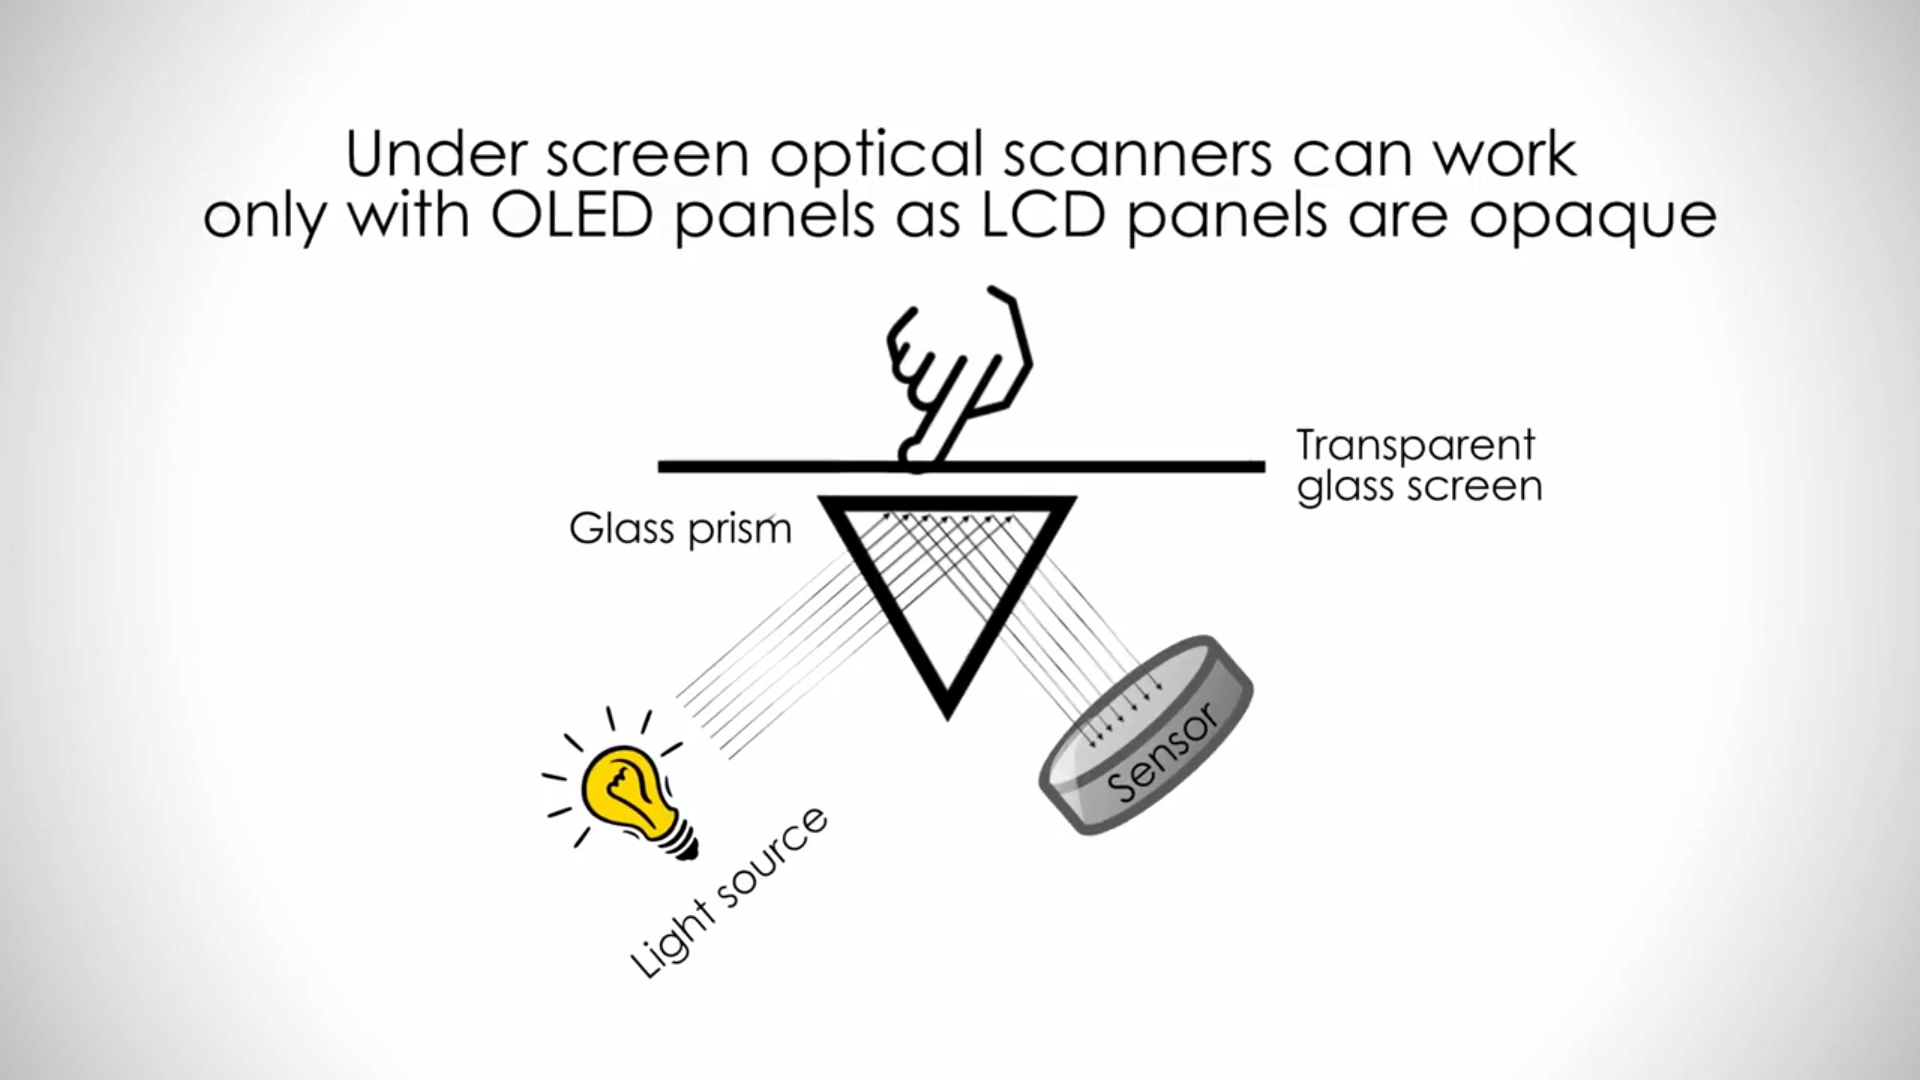 Under screen optical scanners can work
only with OLED panels as LCD panels are opaque
Transparent
glass screen
Glass prism
Sensor
Light source